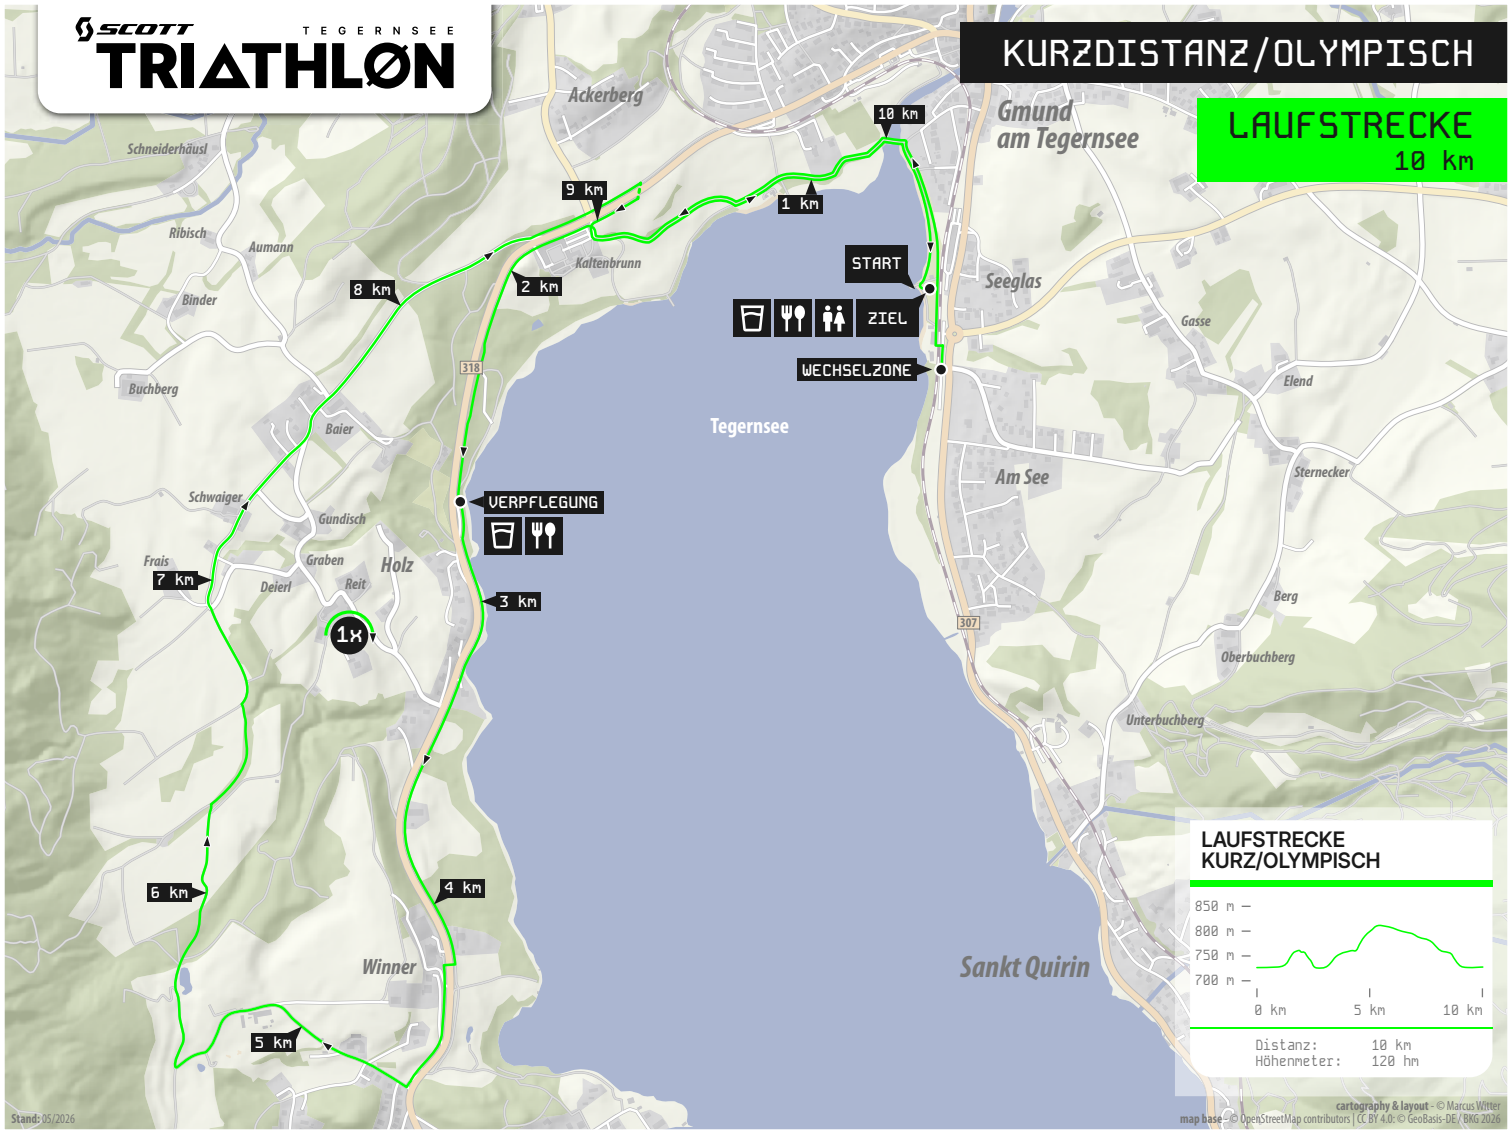 SCOTT
TEGERNSEE
TRIATHLØN
KURZDISTANZ/OLYMPISCH
LAUFSTRECKE
10 km
Ackerberg
Gmund
am Tegernsee
10 km
Schneiderhäusl
9 km
1 km
Ribisch
Aumann
Kaltenbrunn
START
Seeglas
8 km
2 km
Binder
ZIEL
Gasse
318
WECHSELZONE
Buchberg
Elend
Baier
Tegernsee
Am See
Sternecker
Schwaiger
VERPFLEGUNG
Gundisch
Frais
Graben
Holz
7 km
Deierl
Reit
3 km
Berg
1x
307
Oberbuchberg
Unterbuchberg
4 km
6 km
Winner
Sankt Quirin
5 km
LAUFSTRECKE
KURZ/OLYMPISCH
850 m
800 m
750 m
700 m
0 km 5 km 10 km
Distanz: 10 km
Höhenmeter: 120 hm
Stand: 05/2026
cartography & layout - © Marcus Witter
map base - © OpenStreetMap contributors | CC BY 4.0: © GeoBasis-DE / BKG 2026